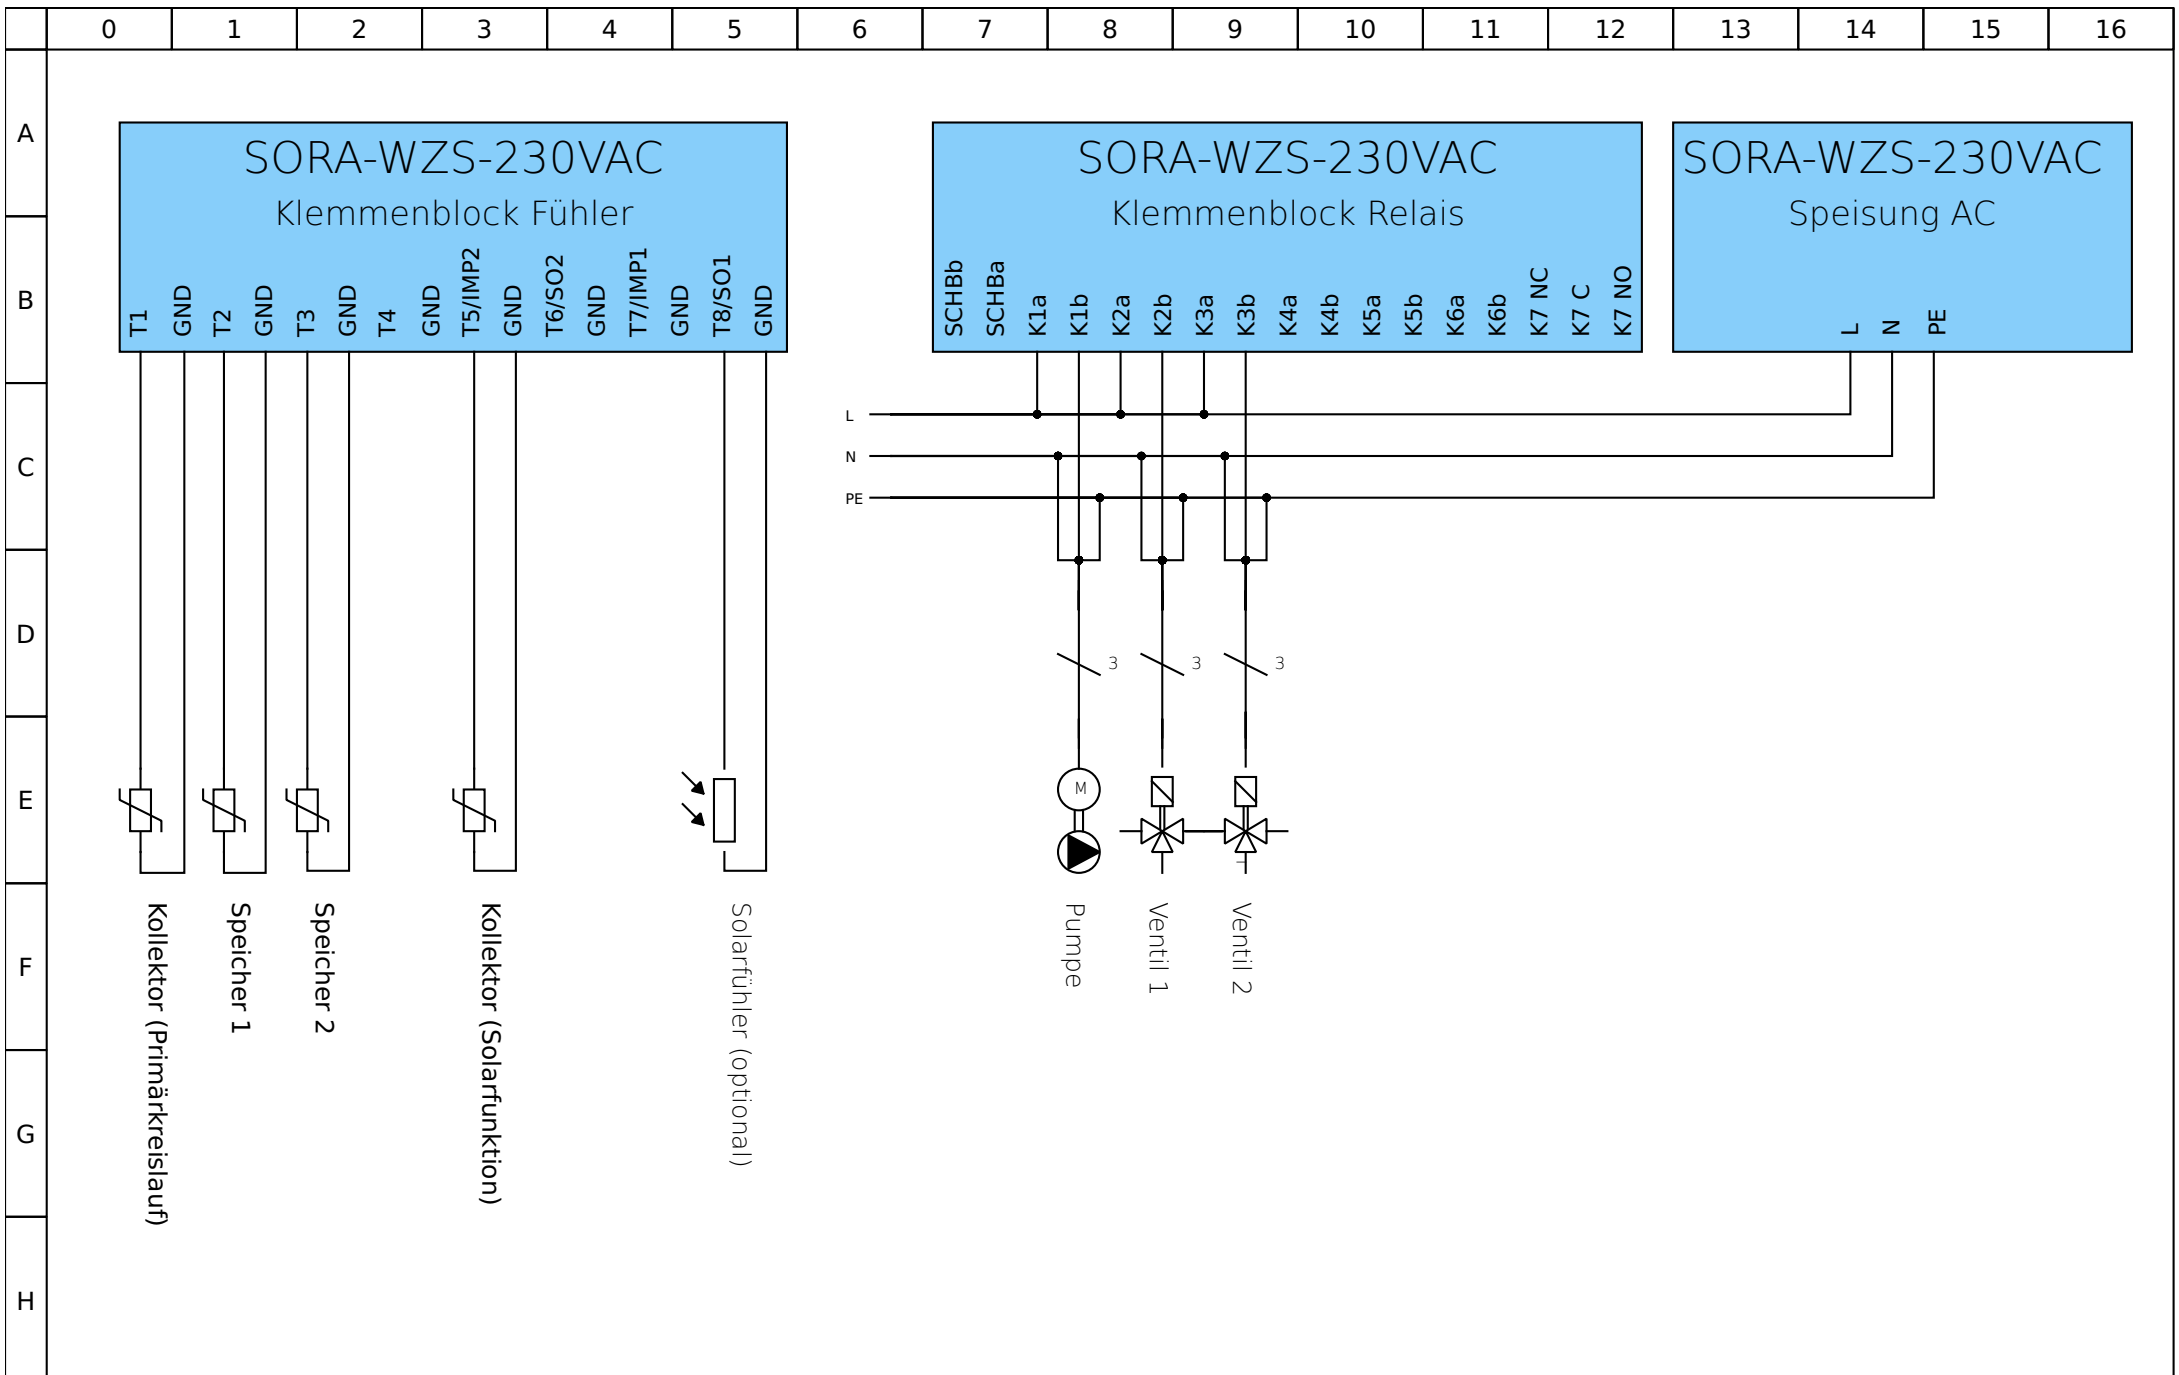 0 1 2 3 4 5 6 7 8 9 10 11 12 13 14 15 16
A
SORA-WZS-230VAC
Klemmenblock Fühler
SORA-WZS-230VAC
Klemmenblock Relais
SORA-WZS-230VAC
Speisung AC
B
T1
GND
T2
GND
T3
GND
T4
GND
T5/IMP2
GND
T6/SO2
GND
T7/IMP1
GND
T8/SO1
GND
SCHBb
SCHBa
K1a
K1b
K2a
K2b
K3a
K3b
K4a
K4b
K5a
K5b
K6a
K6b
K7 NC
K7 C
K7 NO
L
N
PE
C
L
N
PE
D
3
3
3
E
M
F
Kollektor (Primärkreislauf)
Speicher 1
Speicher 2
Kollektor (Solarfunktion)
Solarfühler (optional)
Pumpe
Ventil 1
Ventil 2
G
H